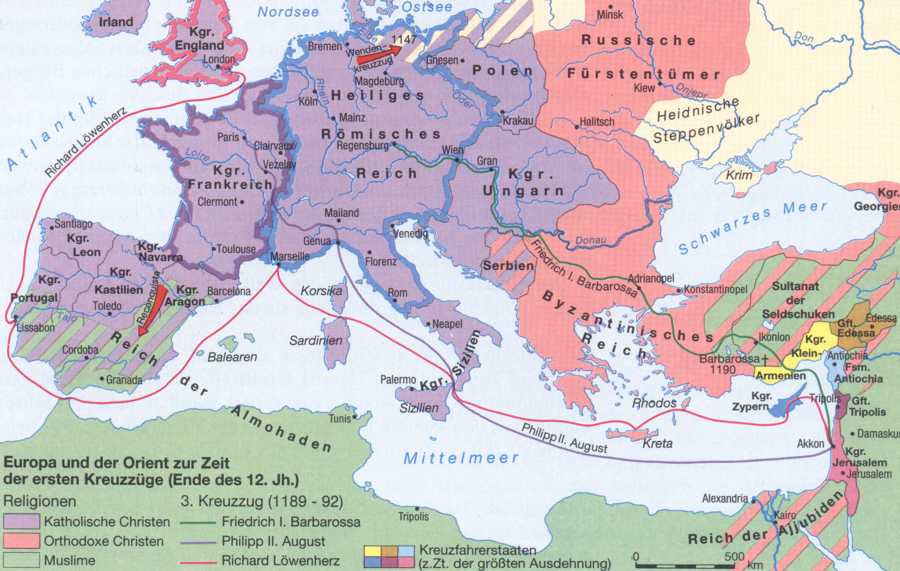 Nordsee
Ostsee
Irland
Kgr.
England
London
Bremen
Elbe
Wenden-
kreuzzug
1147
Magdeburg
Gnesen
Polen
Minsk
Russische
Fürstentümer
Kiew
Dnjepr
Don
Heidnische
Steppenvölker
Atlantik
Richard Löwenherz
Köln
Rhein
Mainz
Heiliges
Römisches
Reich
Oder
Krakau
Halitsch
Paris
Clairvaux
Vezelay
Loire
Kgr.
Frankreich
Clermont
Regensburg
Wien
Gran
Kgr.
Ungarn
Krim
Kgr.
Georgien
Schwarzes Meer
Santiago
Kgr.
Leon
Kgr.
Navarra
Toulouse
Mailand
Genua
Marseille
Venedig
Florenz
Donau
Serbien
Friedrich I. Barbarossa
Adrianopel
Konstantinopel
Kgr.
Kastilien
Toledo
Reconquista
Kgr.
Aragon
Barcelona
Korsika
Rom
Neapel
Byzantinisches
Reich
Sultanat
der
Seldschuken
Ikonion
Portugal
Lissabon
Tajo
Cordoba
Granada
Reich
der
Almohaden
Balearen
Sardinien
Palermo
Kgr. Sizilien
Sizilien
Barbarossa
1190
Kgr.
Klein-
Armenien
Gft.
Edessa
Edessa
Antiochia
Fsm.
Antiochia
Kgr.
Zypern
Tripolis
Gft.
Tripolis
Rhodos
Kreta
Tunis
Philipp II. August
Akkon
Damaskus
Kgr.
Jerusalem
Jerusalem
Mittelmeer
Tripolis
Alexandria
Kairo
Reich der Ajjubiden
Europa und der Orient zur Zeit
der ersten Kreuzzüge (Ende des 12. Jh.)
Religionen
Katholische Christen
Orthodoxe Christen
Muslime
3. Kreuzzug (1189 - 92)
Friedrich I. Barbarossa
Philipp II. August
Richard Löwenherz
Kreuzfahrerstaaten
(z.Zt. der größten Ausdehnung)
0
500
km